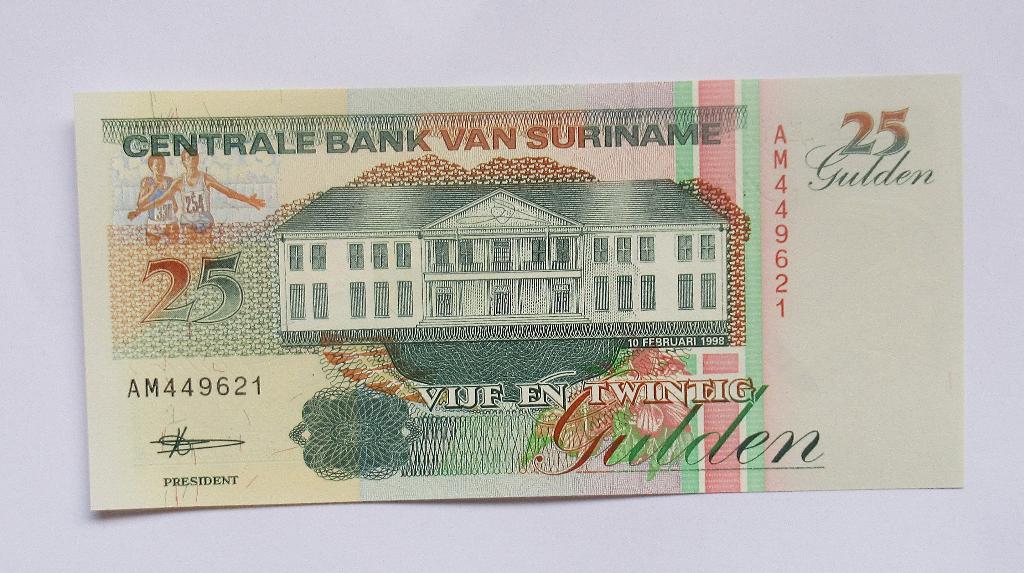 CENTRALE BANK VAN SURINAME
25
Gulden
AM449621
25
10 FEBRUARI 1998
AM449621
VIJF EN TWINTIG
Gulden
PRESIDENT